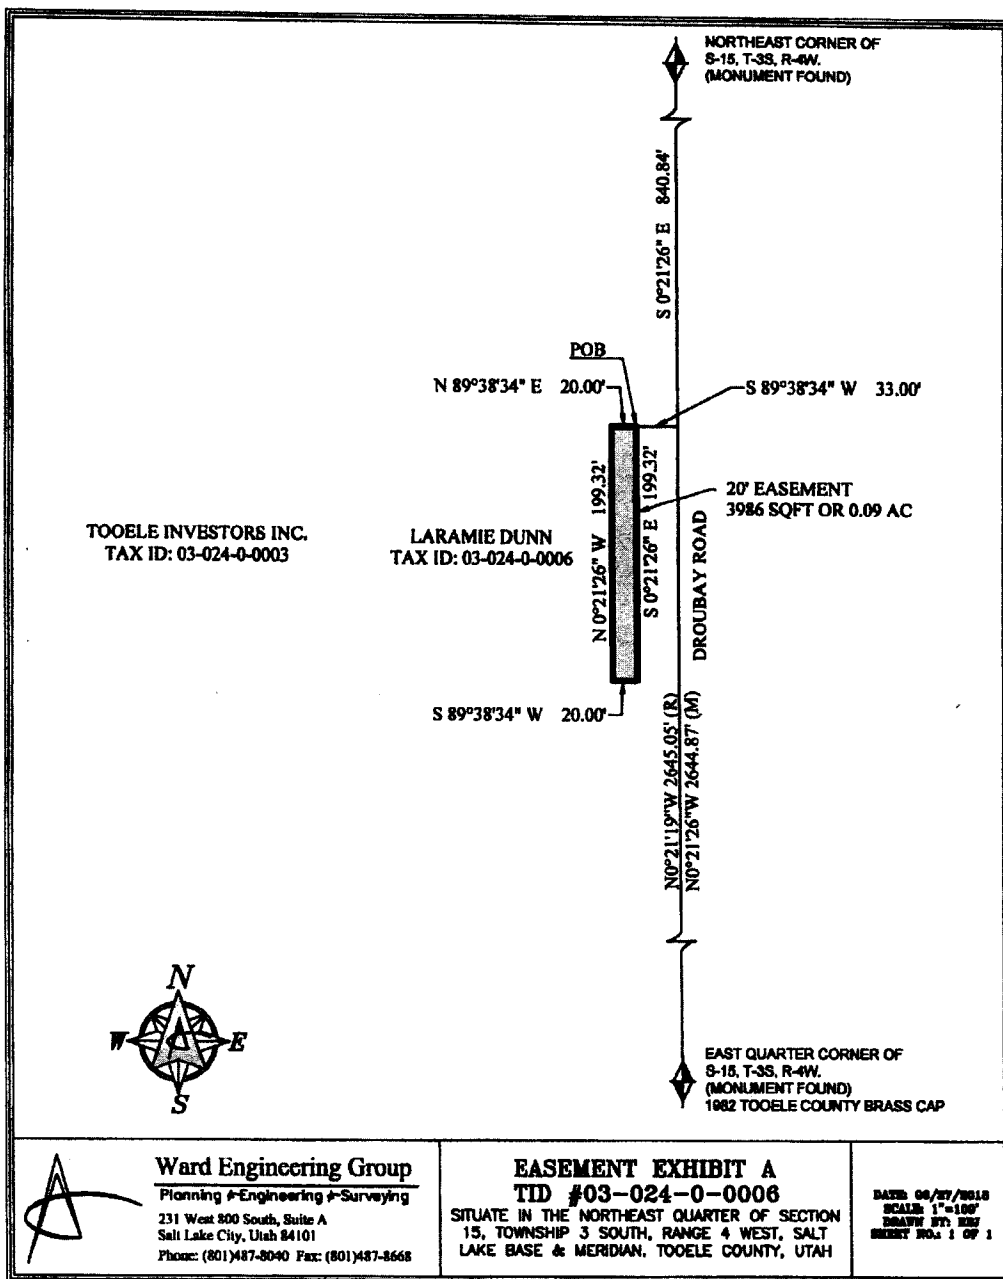 NORTHEAST CORNER OF
S-15, T-3S, R-4W.
(MONUMENT FOUND)
S 0°21'26" E 840.84'
POB
N 89°38'34" E 20.00'
S 89°38'34" W 33.00'
N 0°21'26" W 199.32'
S 0°21'26" E 199.32'
20' EASEMENT
3986 SQFT OR 0.09 AC
TOOELE INVESTORS INC.
TAX ID: 03-024-0-0003
LARAMIE DUNN
TAX ID: 03-024-0-0006
DROUBAY ROAD
S 89°38'34" W 20.00'
N0°21'19"W 2645.05' (R)
N0°21'26"W 2644.87' (M)
N
W E
S
EAST QUARTER CORNER OF
S-15, T-3S, R-4W.
(MONUMENT FOUND)
1982 TOOELE COUNTY BRASS CAP
Ward Engineering Group
Planning Engineering Surveying
231 West 800 South, Suite A
Salt Lake City, Utah 84101
Phone: (801)487-8040 Fax: (801)487-8668
EASEMENT EXHIBIT A
TID #03-024-0-0006
SITUATE IN THE NORTHEAST QUARTER OF SECTION
15, TOWNSHIP 3 SOUTH, RANGE 4 WEST, SALT
LAKE BASE & MERIDIAN, TOOELE COUNTY, UTAH
DATE:
SCALE: 1"=100'
DRAWN BY:
SHEET NO.: 1 OF 1